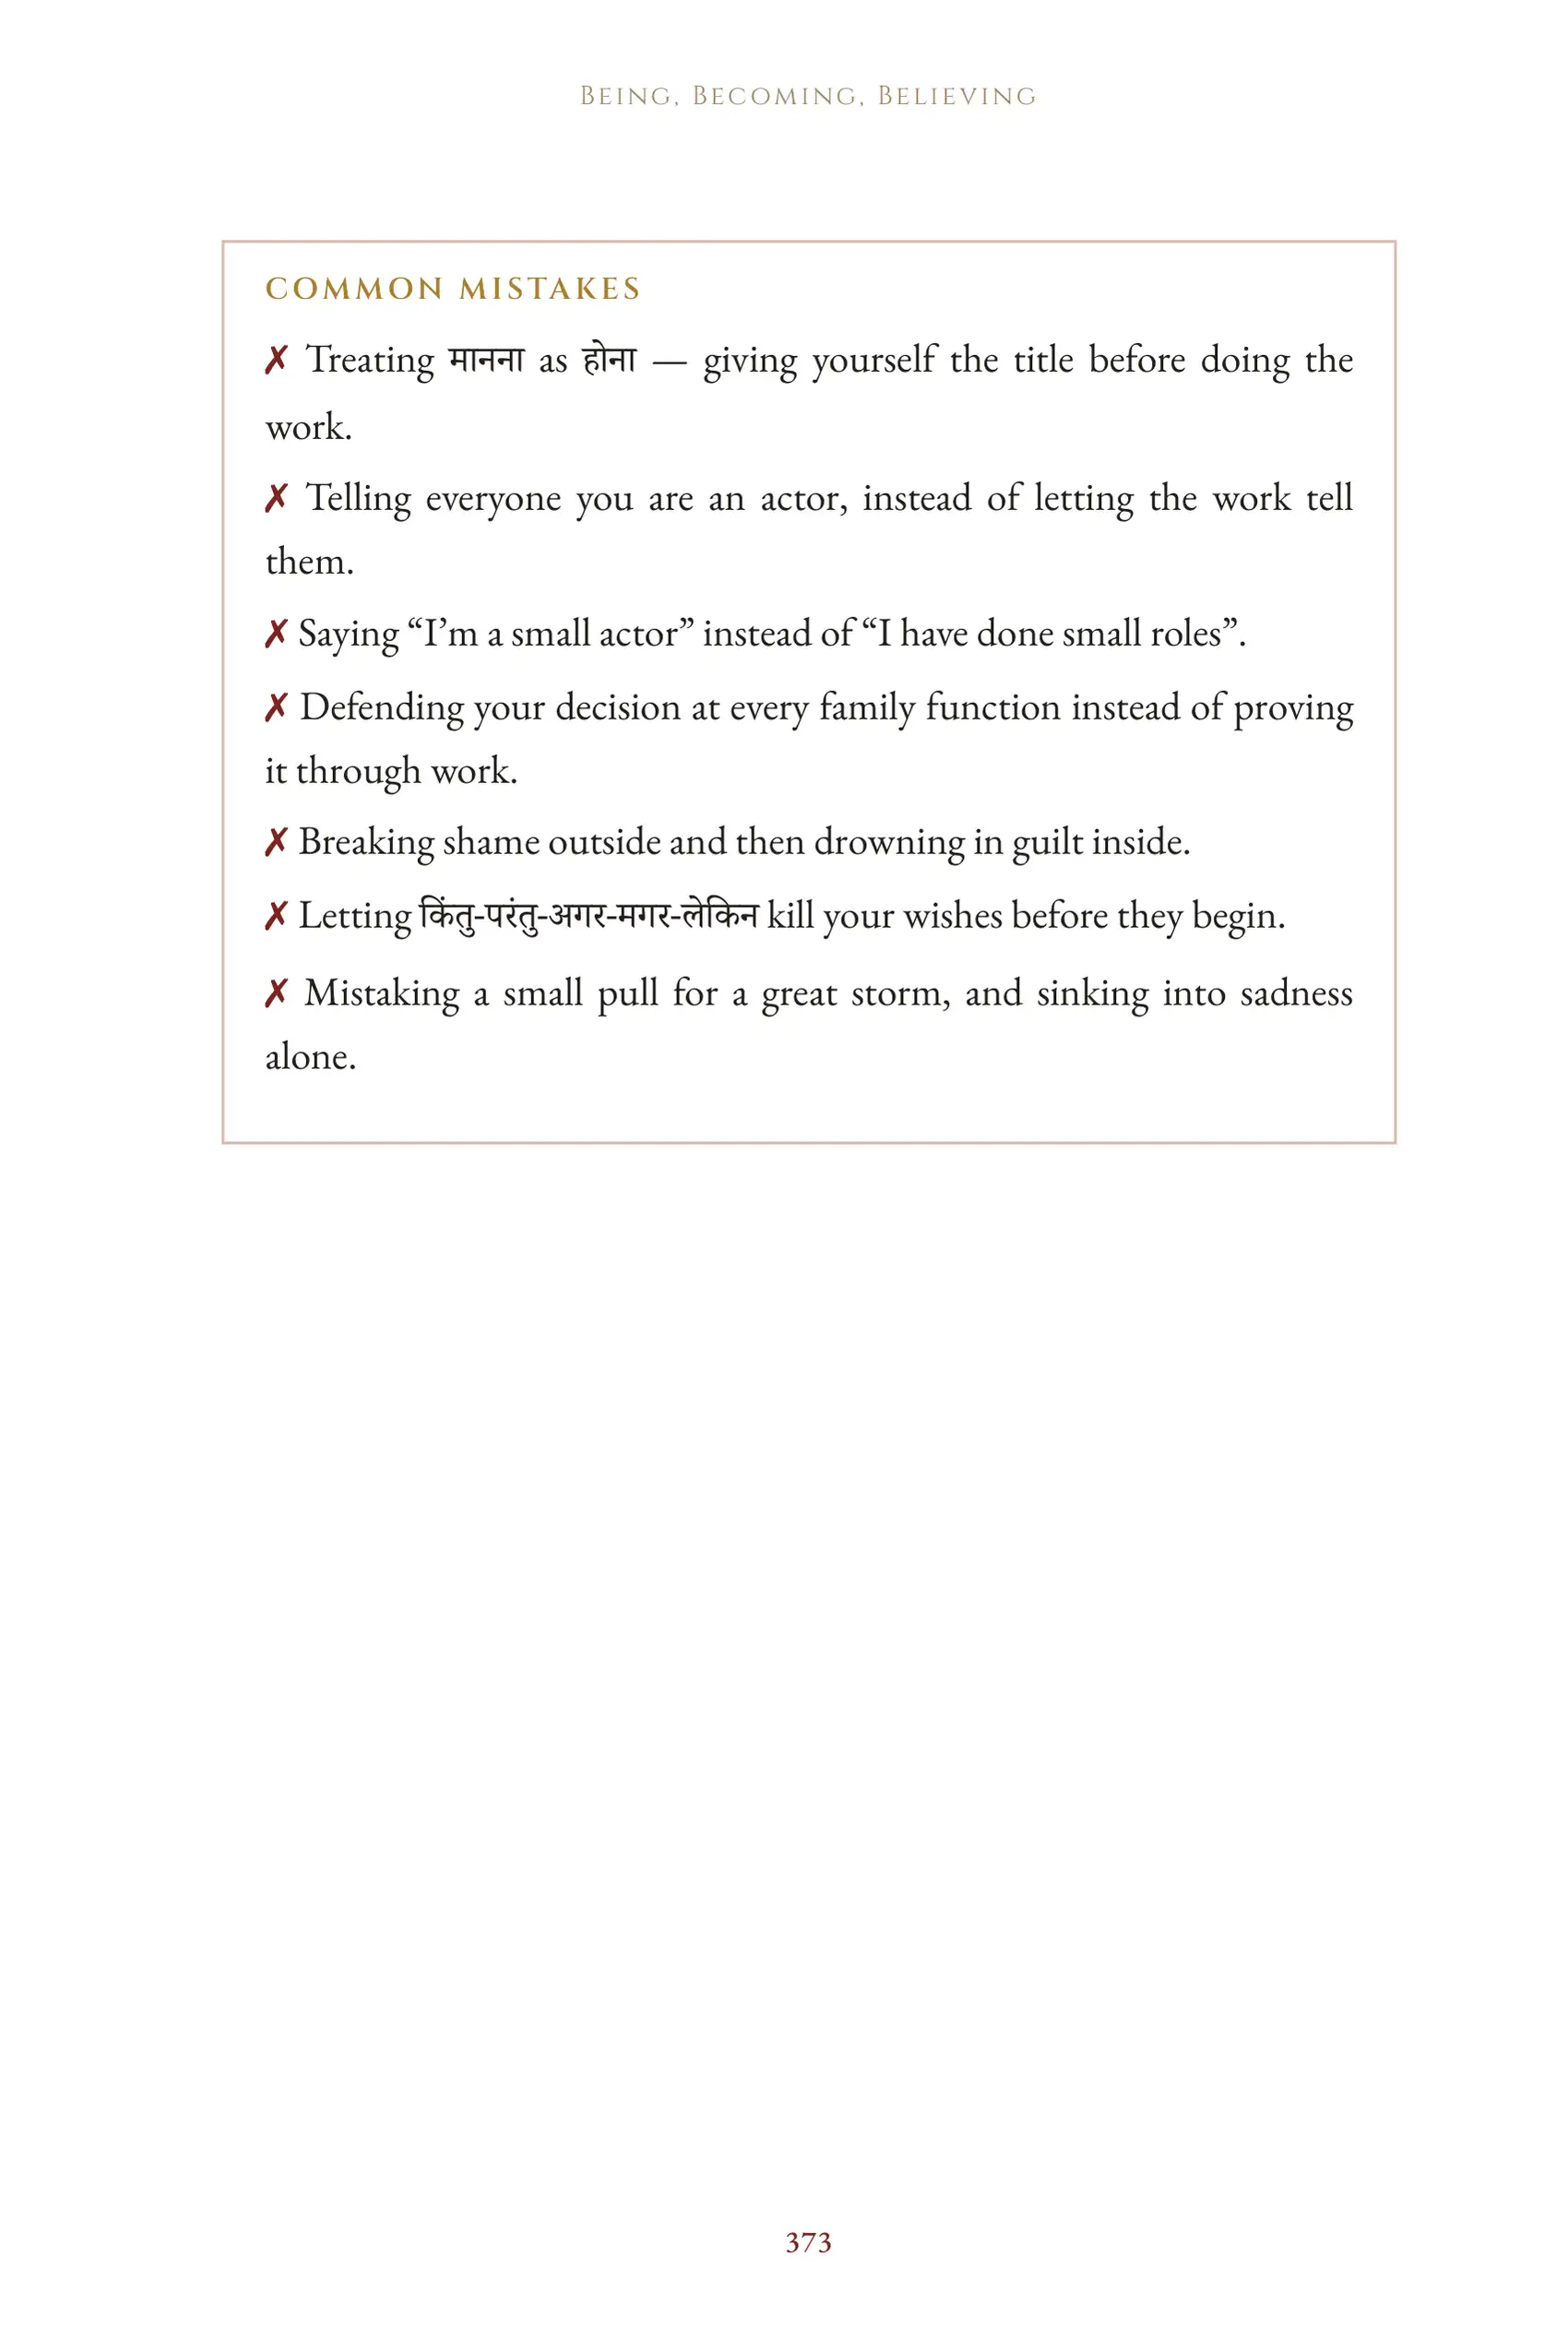 Being, Becoming, Believing
COMMON MISTAKES
✗ Treating मानना as होना — giving yourself the title before doing the
work.
✗ Telling everyone you are an actor, instead of letting the work tell
them.
✗ Saying “I’m a small actor” instead of “I have done small roles”.
✗ Defending your decision at every family function instead of proving
it through work.
✗ Breaking shame outside and then drowning in guilt inside.
✗ Letting किंतु-परंतु-अगर-मगर-लेकिन kill your wishes before they begin.
✗ Mistaking a small pull for a great storm, and sinking into sadness
alone.
373